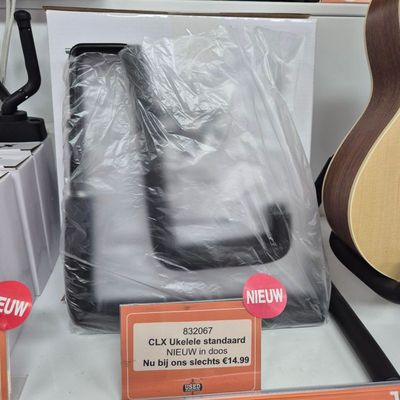 NIEUW
832067
CLX Ukelele standaard
NIEUW in doos
Nu bij ons slechts €14.99
USED
EUW